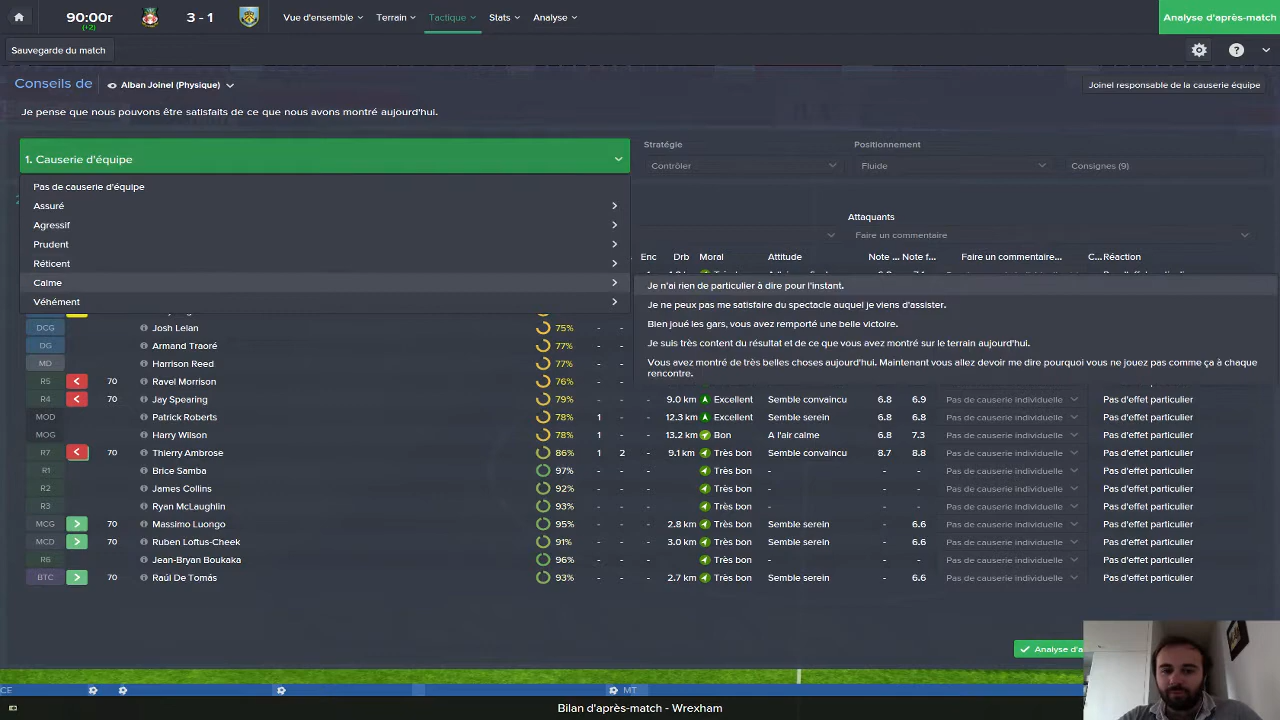 90:00r
(+2)
3 - 1
Vue d'ensemble
Terrain
Tactique
Stats
Analyse
Analyse d'après-match
Sauvegarde du match
Conseils de
Alban Joinel (Physique)
Joinel responsable de la causerie équipe
Je pense que nous pouvons être satisfaits de ce que nous avons montré aujourd'hui.
1. Causerie d'équipe
Stratégie
Positionnement
Contrôler
Fluide
Consignes (9)
Pas de causerie d'équipe
Assuré
Agressif
Prudent
Réticent
Calme
Véhément
Attaquants
Faire un commentaire
Enc Drb Moral Attitude Note ... Note f... Faire un commentaire... C... Réaction
Je n'ai rien de particulier à dire pour l'instant.
Je ne peux pas me satisfaire du spectacle auquel je viens d'assister.
Bien joué les gars, vous avez remporté une belle victoire.
Je suis très content du résultat et de ce que vous avez montré sur le terrain aujourd'hui.
Vous avez montré de très belles choses aujourd'hui. Maintenant vous allez devoir me dire pourquoi vous ne jouez pas comme ça à chaque
rencontre.
DCG Josh Lelan 75%
DG Armand Traoré 77%
MD Harrison Reed 77%
R5 70 Ravel Morrison 76%
R4 70 Jay Spearing 79% - - - 9.0 km Excellent Semble convaincu 6.8 6.9 Pas de causerie individuelle Pas d'effet particulier
MOD Patrick Roberts 78% 1 - - 12.3 km Excellent Semble serein 6.8 6.8 Pas de causerie individuelle Pas d'effet particulier
MOG Harry Wilson 78% 1 - - 13.2 km Bon A l'air calme 6.8 7.3 Pas de causerie individuelle Pas d'effet particulier
R7 70 Thierry Ambrose 86% 1 2 - 9.1 km Très bon Semble convaincu 8.7 8.8 Pas de causerie individuelle Pas d'effet particulier
R1 Brice Samba 97% - - - Très bon - - - Pas de causerie individuelle Pas d'effet particulier
R2 James Collins 92% - - - Très bon - - - Pas de causerie individuelle Pas d'effet particulier
R3 Ryan McLaughlin 93% - - - Très bon - - - Pas de causerie individuelle Pas d'effet particulier
MCG 70 Massimo Luongo 95% - - - 2.8 km Très bon Semble serein - 6.6 Pas de causerie individuelle Pas d'effet particulier
MCD 70 Ruben Loftus-Cheek 91% - - - 3.0 km Très bon Semble serein - 6.6 Pas de causerie individuelle Pas d'effet particulier
R6 Jean-Bryan Boukaka 96% - - - Très bon - - - Pas de causerie individuelle Pas d'effet particulier
BTC 70 Raúl De Tomás 93% - - - 2.7 km Très bon Semble serein - 6.6 Pas de causerie individuelle Pas d'effet particulier
Analyse d'a
CE
MT
Bilan d'après-match - Wrexham